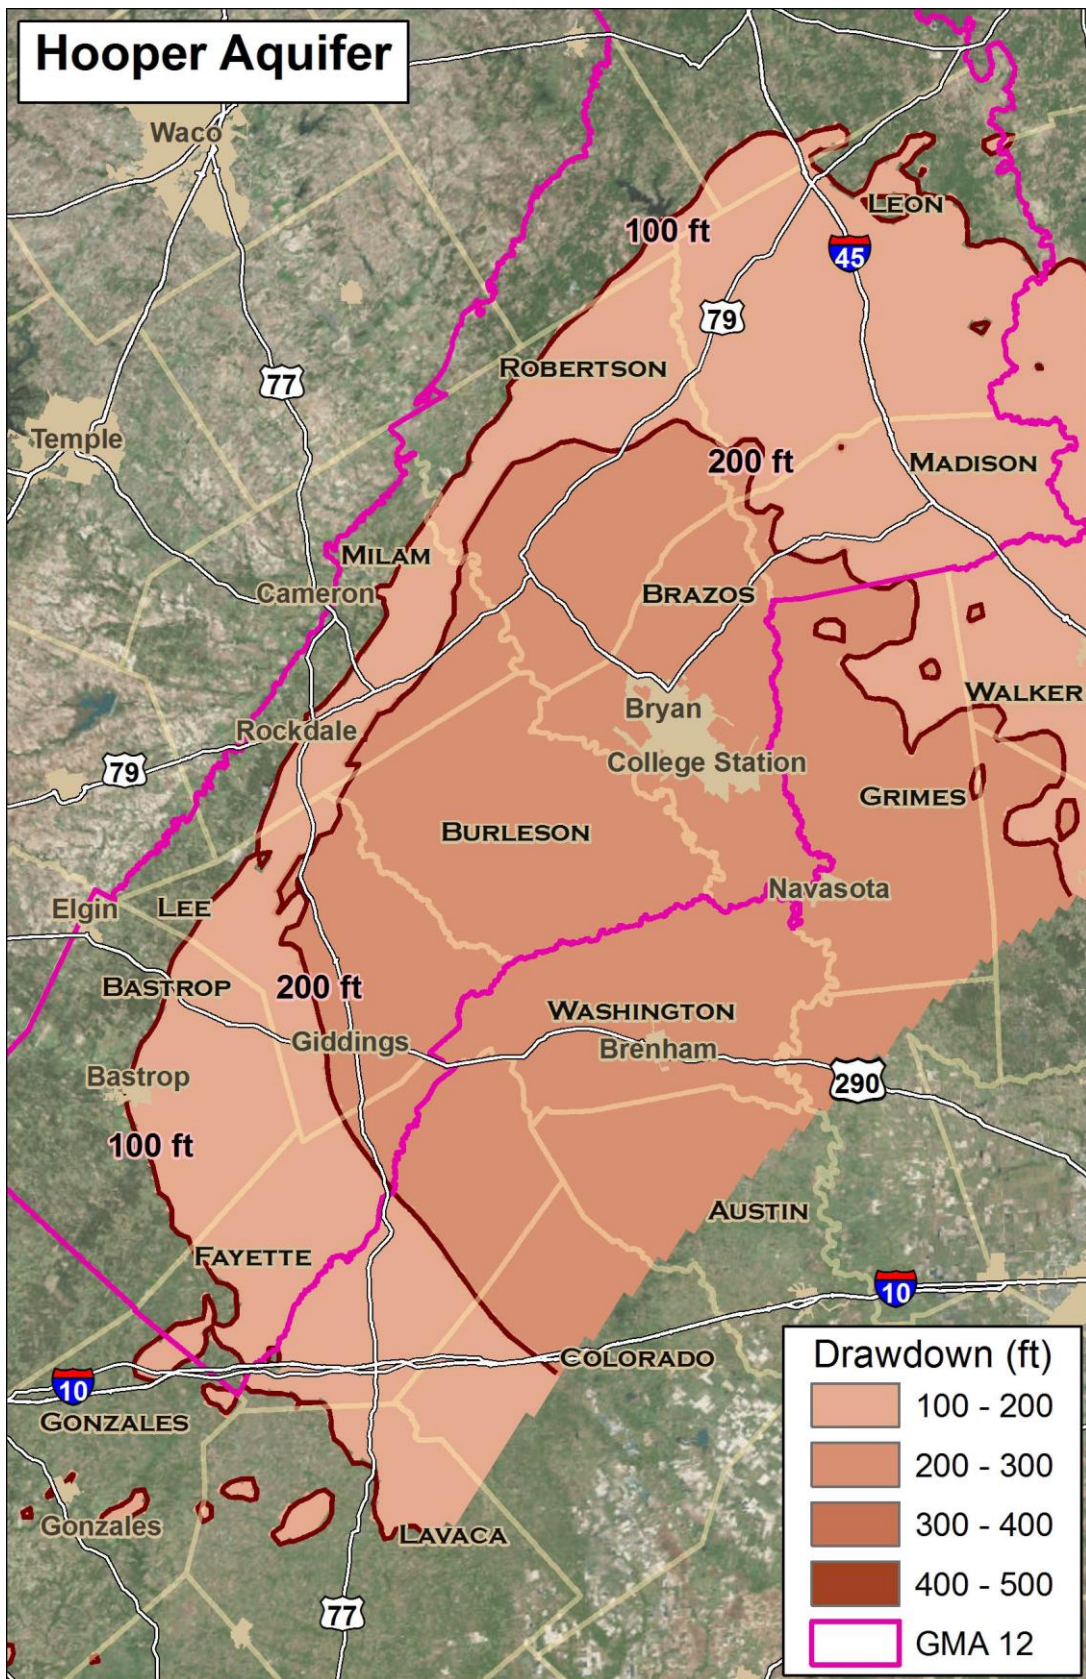 Hooper Aquifer
Waco
LEON
100 ft
45
79
ROBERTSON
77
Temple
200 ft
MADISON
MILAM
Cameron
BRAZOS
WALKER
Bryan
Rockdale
College Station
79
GRIMES
BURLESON
Navasota
Elgin
LEE
BASTROP
200 ft
WASHINGTON
Giddings
Brenham
Bastrop
290
100 ft
AUSTIN
FAYETTE
10
COLORADO
10
GONZALES
Gonzales
LAVACA
77
Drawdown (ft)
100 - 200
200 - 300
300 - 400
400 - 500
GMA 12